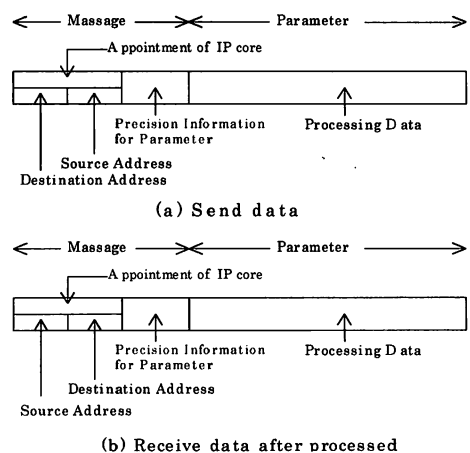 Massage Parameter
A ppointment of IP core
Precision Information
for Parameter
Processing D ata
Source Address
Destination Address
(a) Send data
Massage Parameter
A ppointment of IP core
Precision Information
for Parameter
Processing D ata
Destination Address
Source Address
(b) Receive data after processed